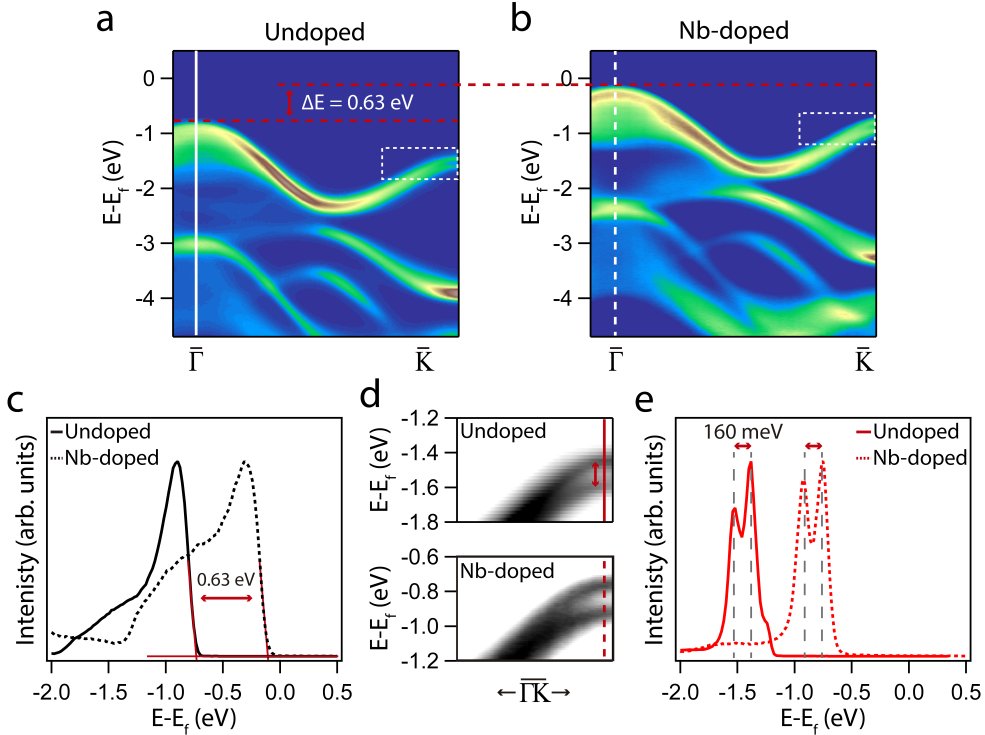 a
Undoped
b
Nb-doped
0
-1
-2
-3
-4
E-E_f (eV)
ΔE = 0.63 eV
Γ̅
K̅
0
-1
-2
-3
-4
E-E_f (eV)
Γ̅
K̅
c
Undoped
Nb-doped
0.63 eV
Intenisty (arb. units)
-2.0 -1.5 -1.0 -0.5 0.0 0.5
E-E_f (eV)
d
-1.2
-1.4
-1.6
-1.8
E-E_f (eV)
Undoped
-0.6
-0.8
-1.0
-1.2
E-E_f (eV)
Nb-doped
←Γ̅K̅→
e
160 meV
Undoped
Nb-doped
Intenisty (arb. units)
-2.0 -1.5 -1.0 -0.5 0.0 0.5
E-E_f (eV)